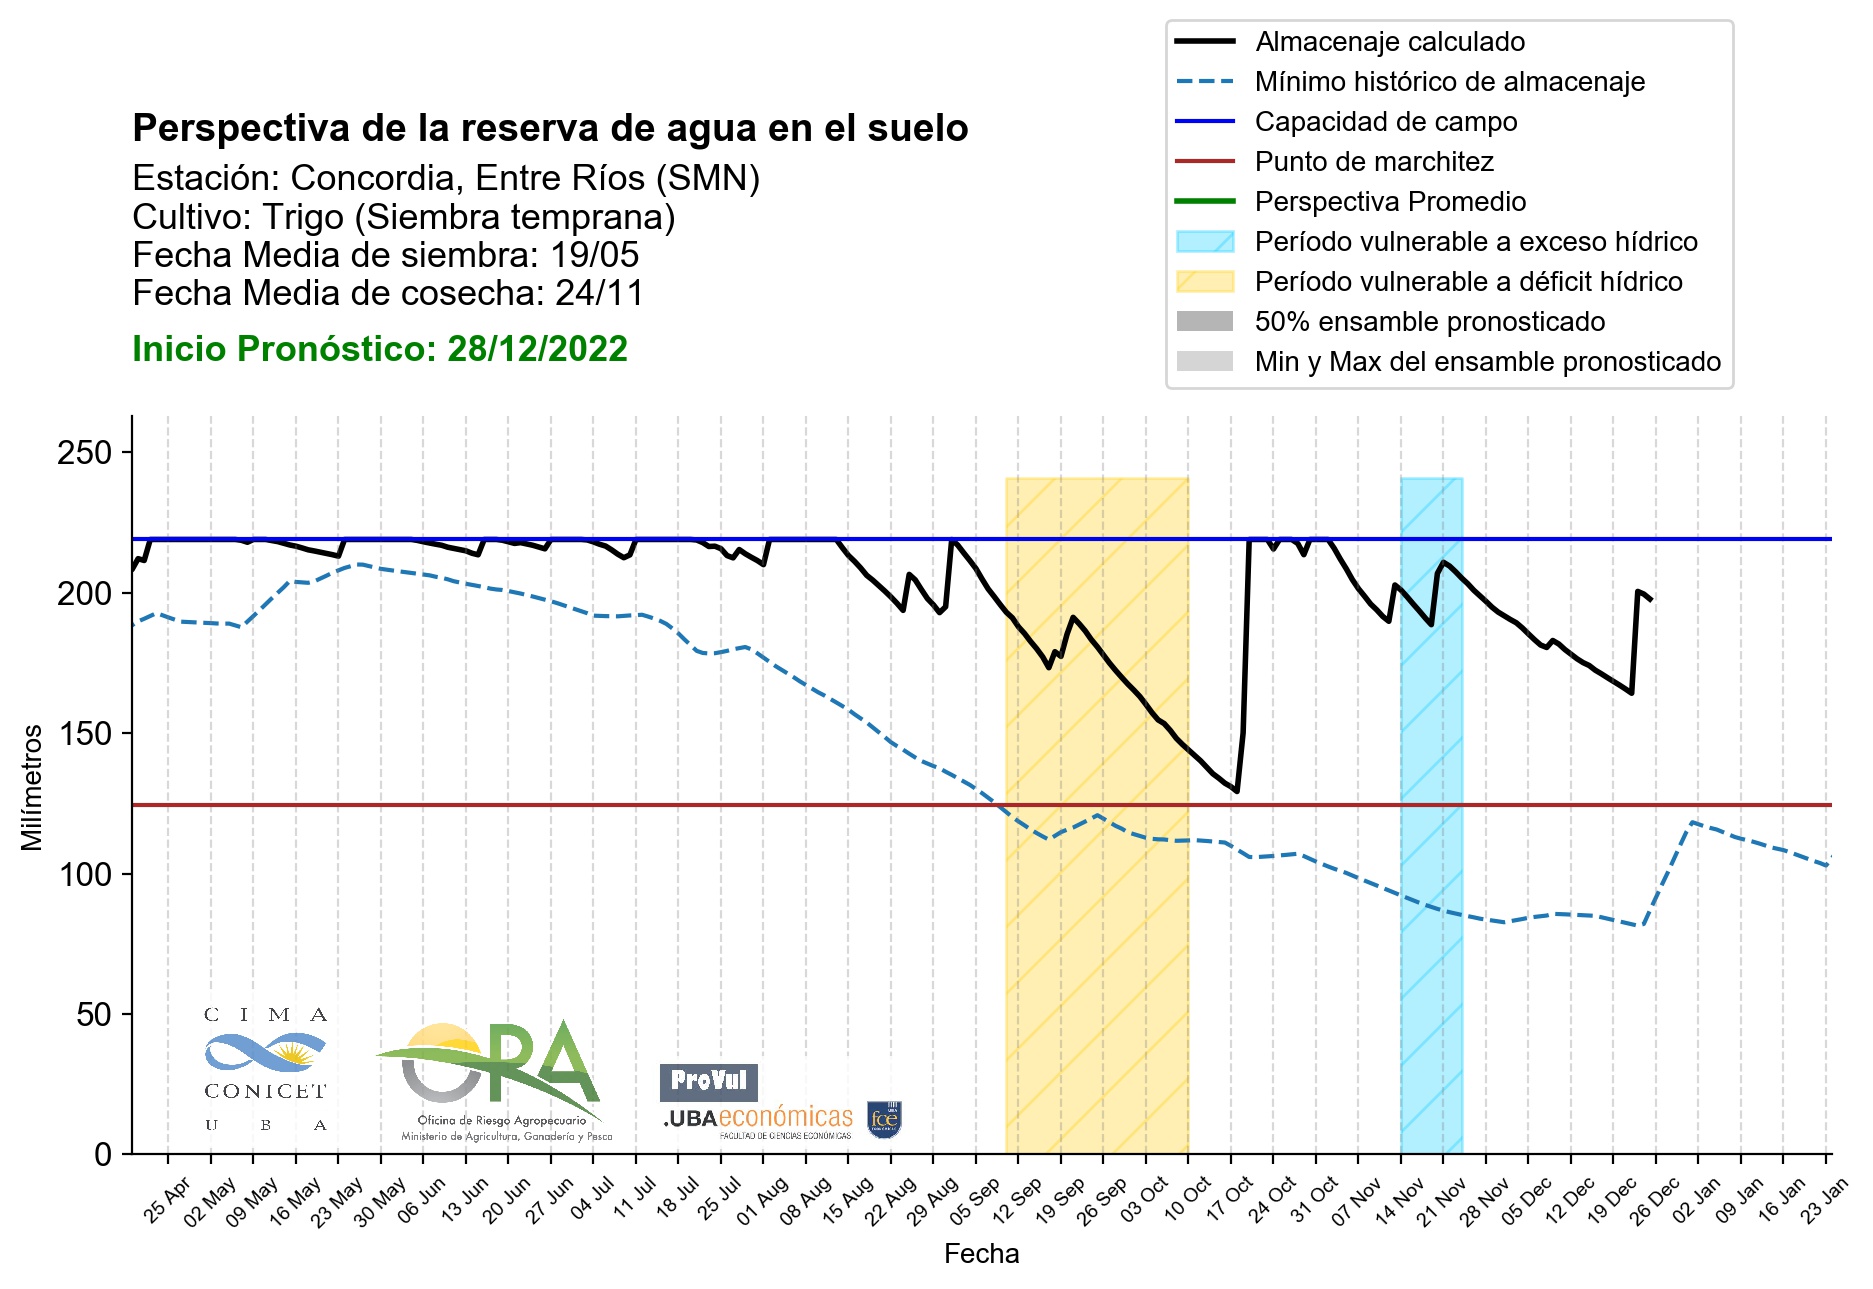 Almacenaje calculado
Mínimo histórico de almacenaje
Capacidad de campo
Punto de marchitez
Perspectiva Promedio
Período vulnerable a exceso hídrico
Período vulnerable a déficit hídrico
50% ensamble pronosticado
Min y Max del ensamble pronosticado
Perspectiva de la reserva de agua en el suelo
Estación: Concordia, Entre Ríos (SMN)
Cultivo: Trigo (Siembra temprana)
Fecha Media de siembra: 19/05
Fecha Media de cosecha: 24/11
Inicio Pronóstico: 28/12/2022
250
200
150
100
50
0
Milímetros
CIMA
CONICET
UBA
ORA
Oficina de Riesgo Agropecuario
Ministerio de Agricultura, Ganadería y Pesca
ProVul
.UBAeconómicas
FACULTAD DE CIENCIAS ECONÓMICAS
UBA
fce
ECONÓMICAS
25 Apr
02 May
09 May
16 May
23 May
30 May
06 Jun
13 Jun
20 Jun
27 Jun
04 Jul
11 Jul
18 Jul
25 Jul
01 Aug
08 Aug
15 Aug
22 Aug
29 Aug
05 Sep
12 Sep
19 Sep
26 Sep
03 Oct
10 Oct
17 Oct
24 Oct
31 Oct
07 Nov
14 Nov
21 Nov
28 Nov
05 Dec
12 Dec
19 Dec
26 Dec
02 Jan
09 Jan
16 Jan
23 Jan
Fecha